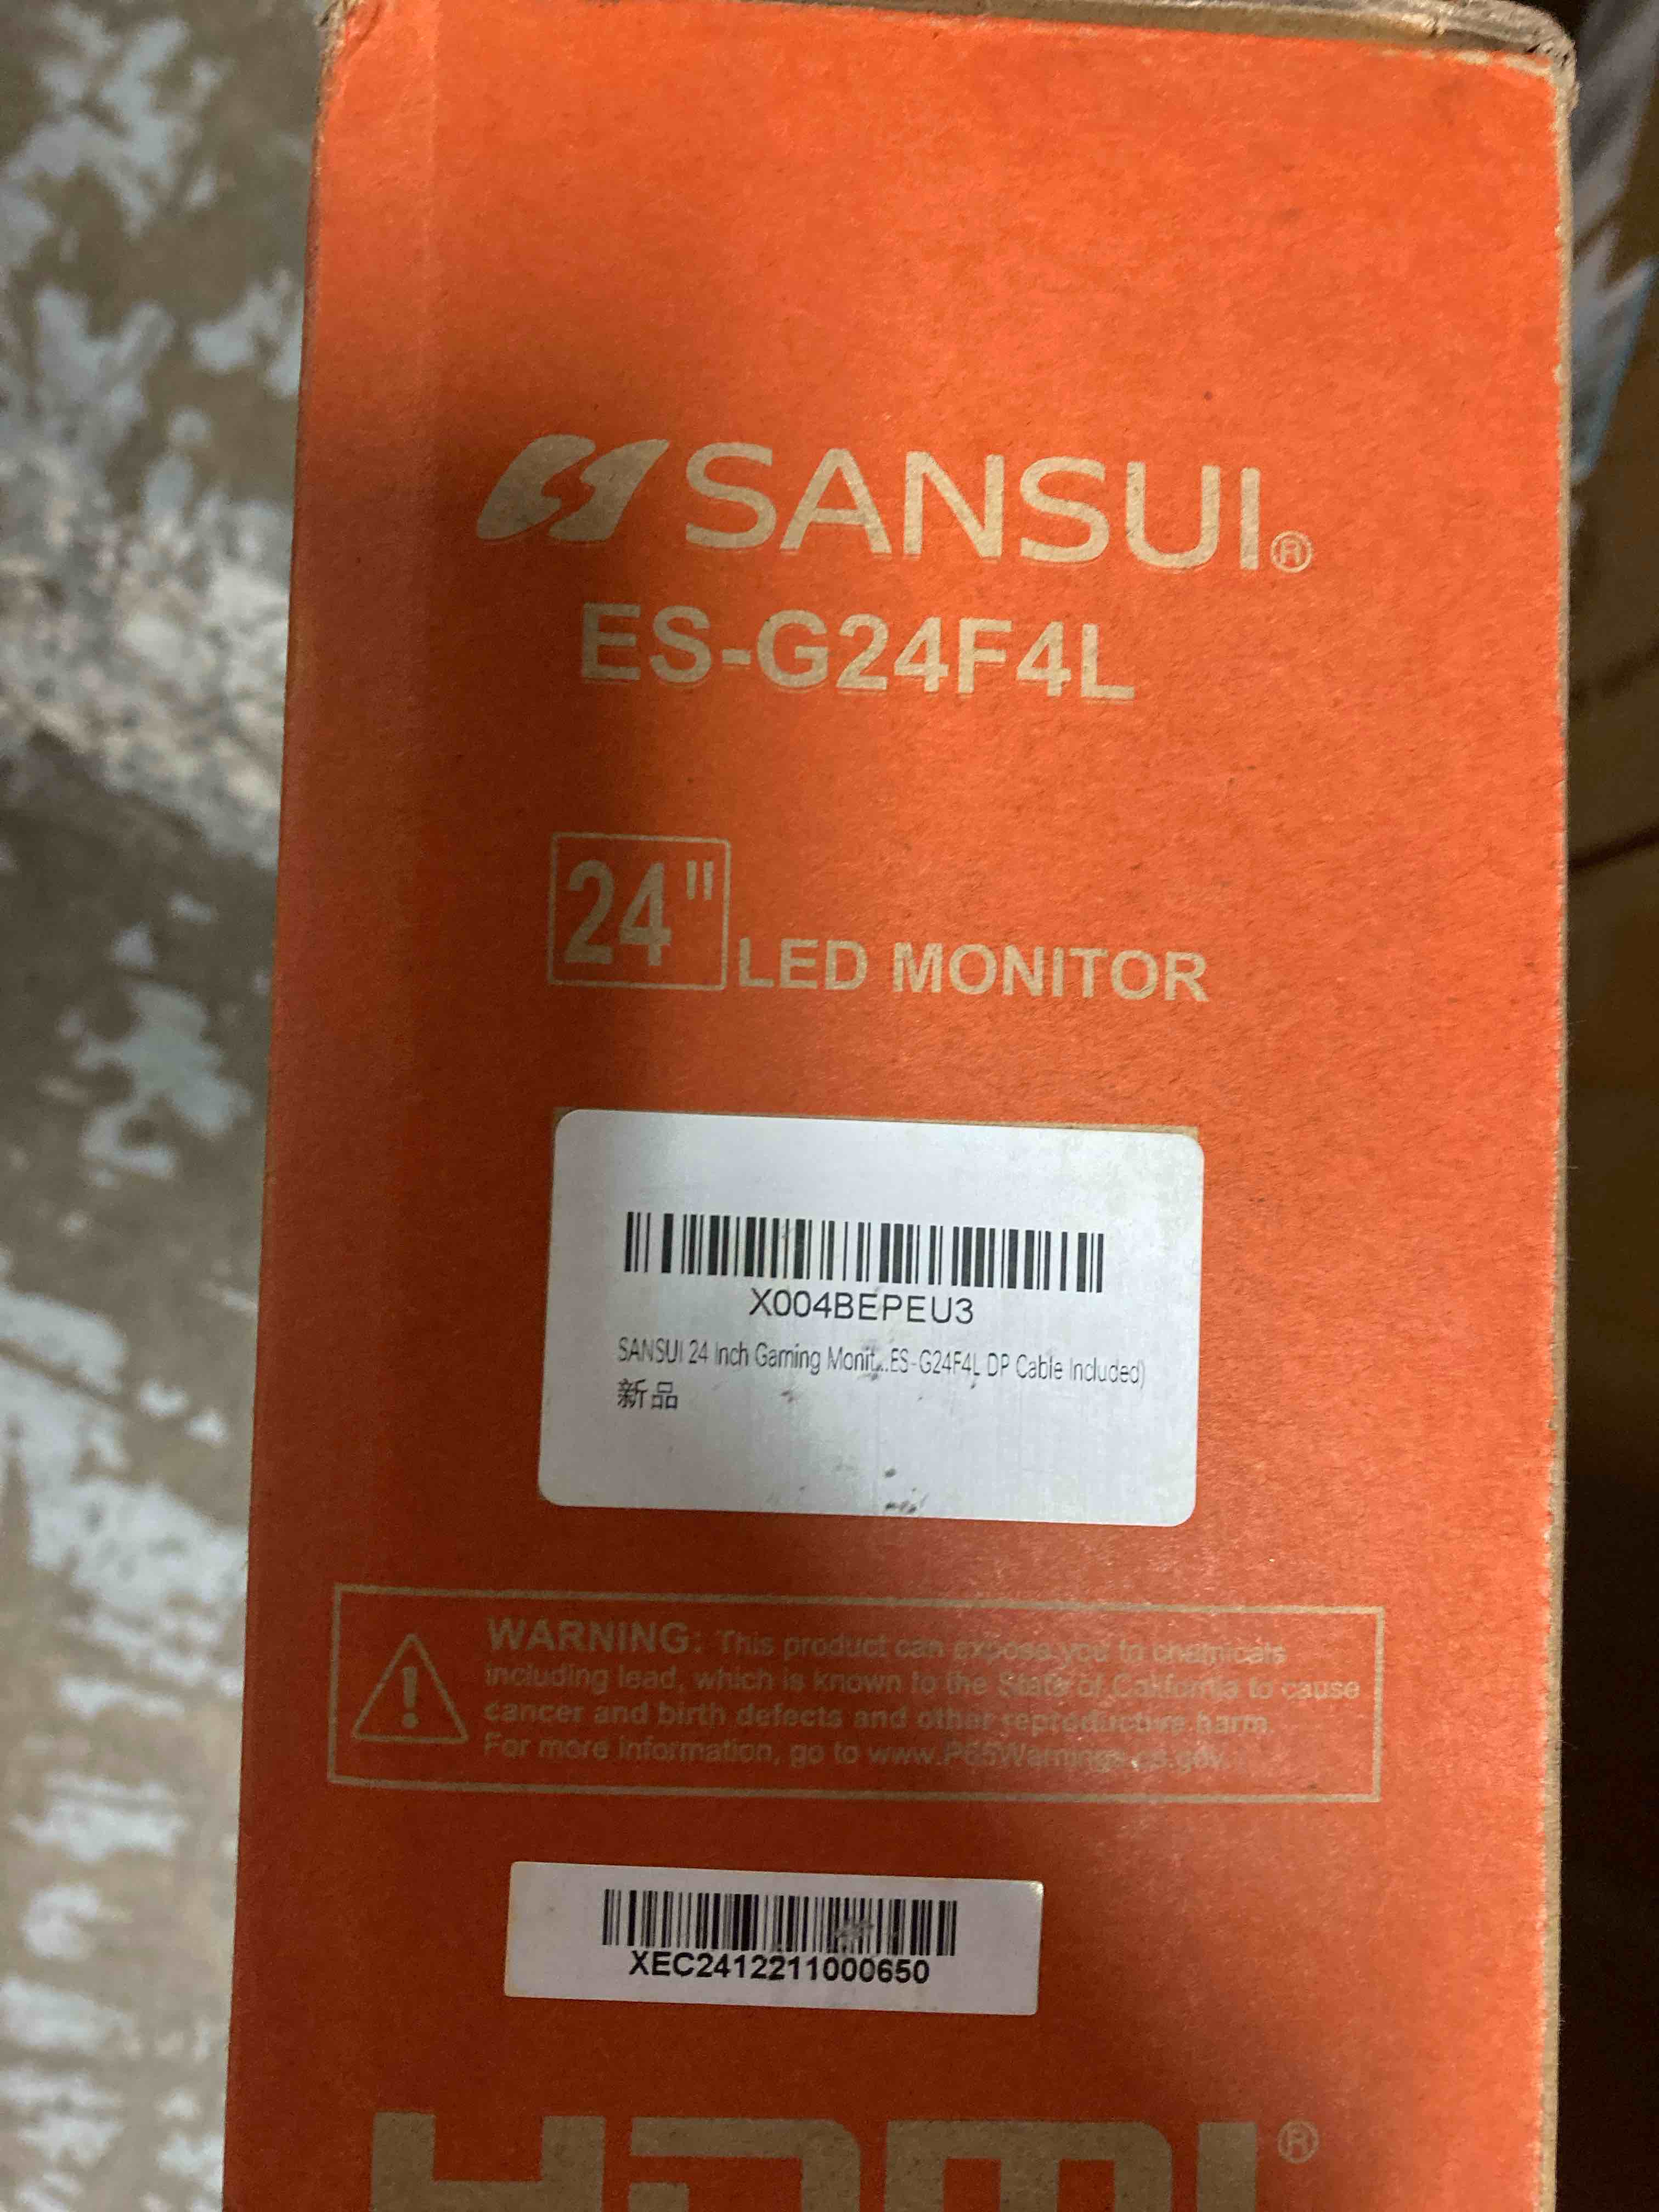 SANSUI®
ES-G24F4L
24" LED MONITOR
X004BEPEU3
SANSUI 24 Inch Gaming Monit...ES-G24F4L DP Cable Included)
新品
WARNING: This product can expose you to chemicals
including lead, which is known to the State of California to cause
cancer and birth defects and other reproductive harm.
For more information, go to www.P65Warnings.ca.gov.
XEC2412211000650
HDMI®